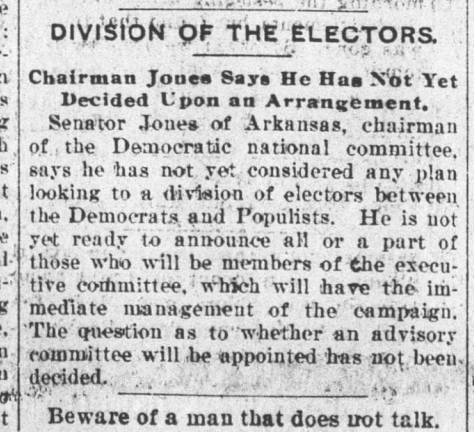 DIVISION OF THE ELECTORS.
Chairman Jones Says He Has Not Yet
Decided Upon an Arrangement.
Senator Jones of Arkansas, chairman
of the Democratic national committee,
says he has not yet considered any plan
looking to a division of electors between
the Democrats and Populists. He is not
yet ready to announce all or a part of
those who will be members of the execu-
tive committee, which will have the im-
mediate management of the campaign.
The question as to whether an advisory
committee will be appointed has not been
decided.
Beware of a man that does not talk.